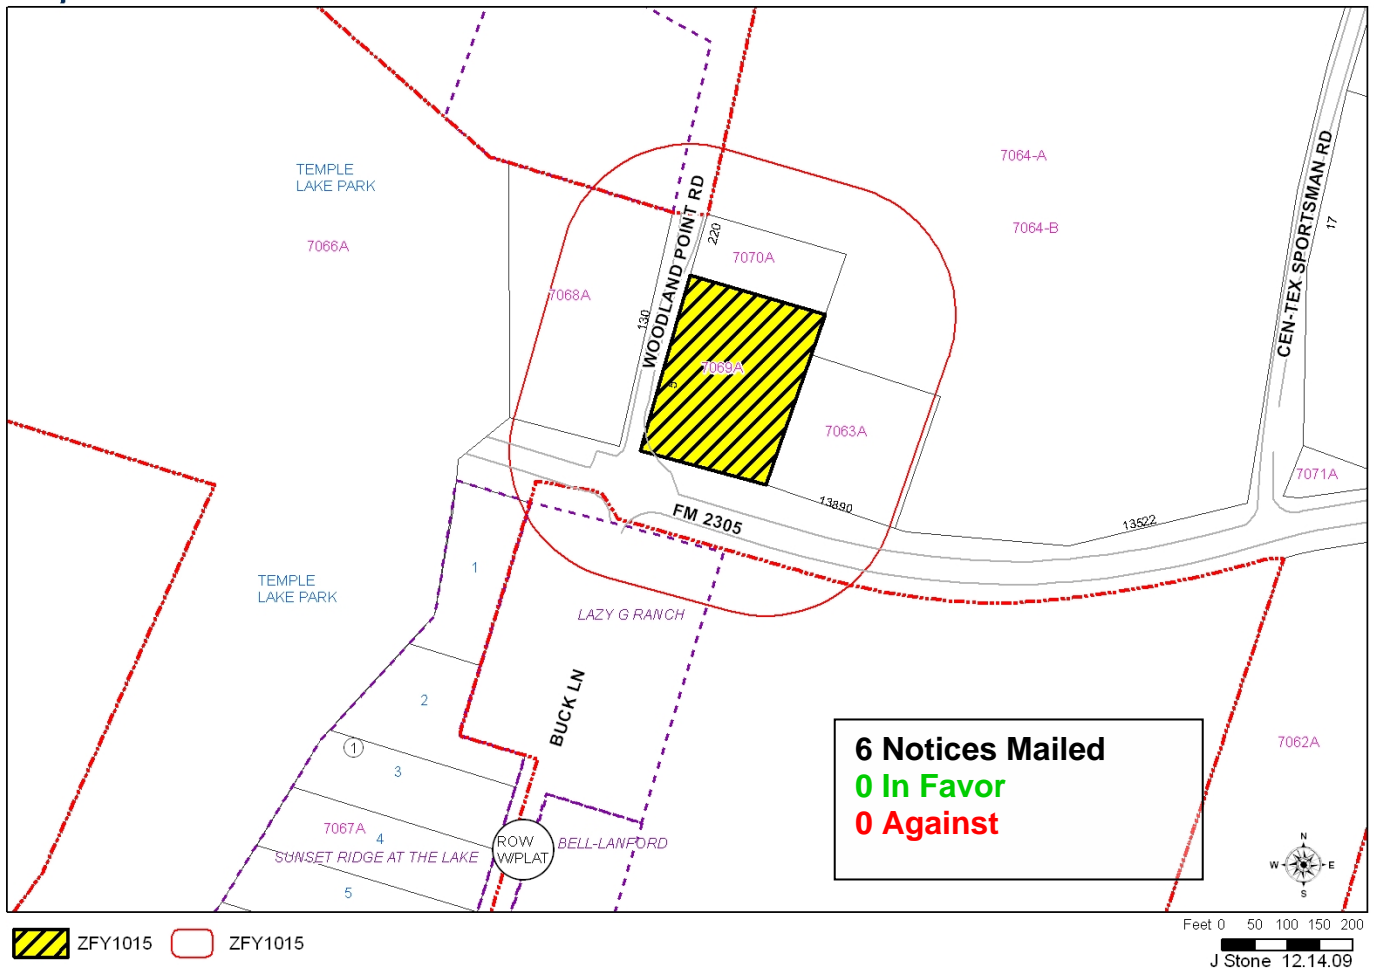 TEMPLE
LAKE PARK
7066A
7068A
WOODLAND POINT RD
220
130
7070A
7069A
5
7063A
7064-A
7064-B
CEN-TEX SPORTSMAN RD
17
7071A
13890
13522
FM 2305
TEMPLE
LAKE PARK
1
2
1
3
7067A
4
SUNSET RIDGE AT THE LAKE
5
LAZY G RANCH
BUCK LN
ROW
W/PLAT
BELL-LANFORD
7062A
6 Notices Mailed
0 In Favor
0 Against
N
W
E
S
ZFY1015
ZFY1015
Feet 0 50 100 150 200
J Stone 12.14.09